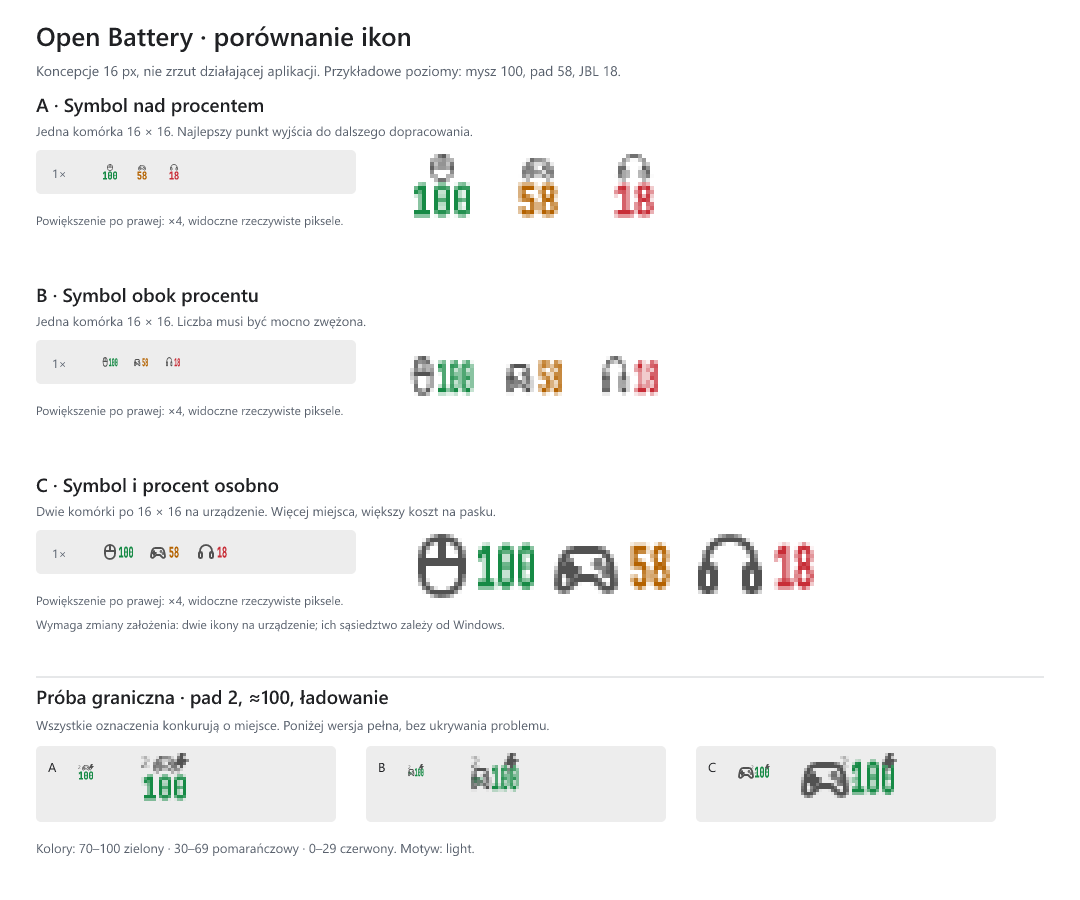 Open Battery · porównanie ikon
Koncepcje 16 px, nie zrzut działającej aplikacji. Przykładowe poziomy: mysz 100, pad 58, JBL 18.
A · Symbol nad procentem
Jedna komórka 16 × 16. Najlepszy punkt wyjścia do dalszego dopracowania.
1× 100 58 18 100 58 18
Powiększenie po prawej: ×4, widoczne rzeczywiste piksele.
B · Symbol obok procentu
Jedna komórka 16 × 16. Liczba musi być mocno zwężona.
1× 100 58 18 100 58 18
Powiększenie po prawej: ×4, widoczne rzeczywiste piksele.
C · Symbol i procent osobno
Dwie komórki po 16 × 16 na urządzenie. Więcej miejsca, większy koszt na pasku.
1× 100 58 18 100 58 18
Powiększenie po prawej: ×4, widoczne rzeczywiste piksele.
Wymaga zmiany założenia: dwie ikony na urządzenie; ich sąsiedztwo zależy od Windows.
Próba graniczna · pad 2, ≈100, ładowanie
Wszystkie oznaczenia konkurują o miejsce. Poniżej wersja pełna, bez ukrywania problemu.
A 100 2 100 B 100 2 100 C 100 100
Kolory: 70–100 zielony · 30–69 pomarańczowy · 0–29 czerwony. Motyw: light.